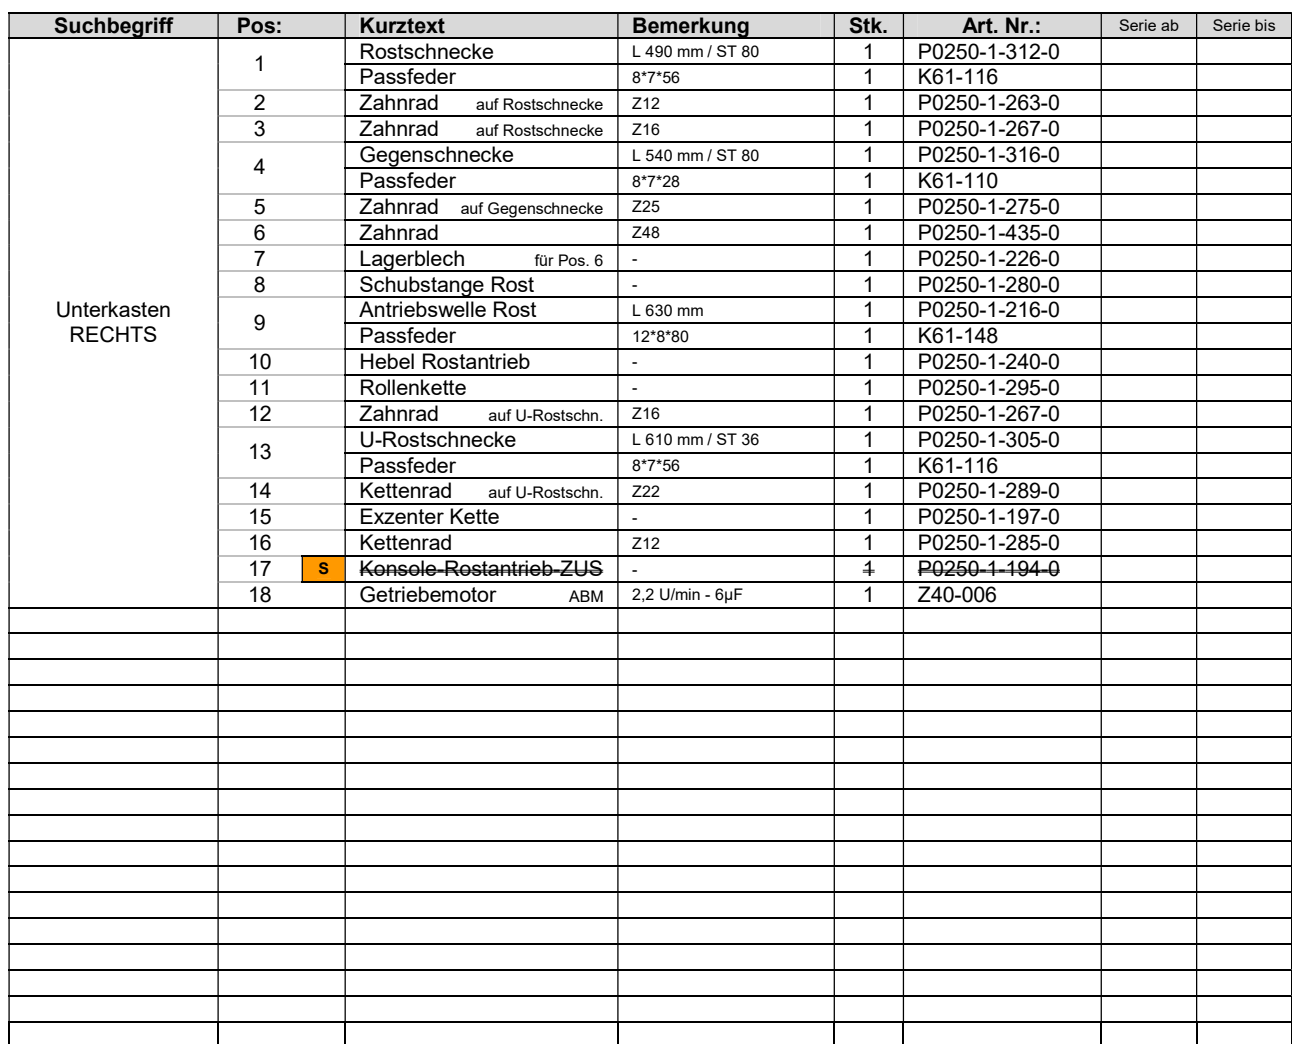 Suchbegriff Pos: Kurztext Bemerkung Stk. Art. Nr.: Serie ab Serie bis
Unterkasten
RECHTS
1 Rostschnecke L 490 mm / ST 80 1 P0250-1-312-0
Passfeder 8*7*56 1 K61-116
2 Zahnrad auf Rostschnecke Z12 1 P0250-1-263-0
3 Zahnrad auf Rostschnecke Z16 1 P0250-1-267-0
4 Gegenschnecke L 540 mm / ST 80 1 P0250-1-316-0
Passfeder 8*7*28 1 K61-110
5 Zahnrad auf Gegenschnecke Z25 1 P0250-1-275-0
6 Zahnrad Z48 1 P0250-1-435-0
7 Lagerblech für Pos. 6 - 1 P0250-1-226-0
8 Schubstange Rost - 1 P0250-1-280-0
9 Antriebswelle Rost L 630 mm 1 P0250-1-216-0
Passfeder 12*8*80 1 K61-148
10 Hebel Rostantrieb - 1 P0250-1-240-0
11 Rollenkette - 1 P0250-1-295-0
12 Zahnrad auf U-Rostschn. Z16 1 P0250-1-267-0
13 U-Rostschnecke L 610 mm / ST 36 1 P0250-1-305-0
Passfeder 8*7*56 1 K61-116
14 Kettenrad auf U-Rostschn. Z22 1 P0250-1-289-0
15 Exzenter Kette - 1 P0250-1-197-0
16 Kettenrad Z12 1 P0250-1-285-0
17 S Konsole-Rostantrieb-ZUS - 1 P0250-1-194-0
18 Getriebemotor ABM 2,2 U/min - 6µF 1 Z40-006